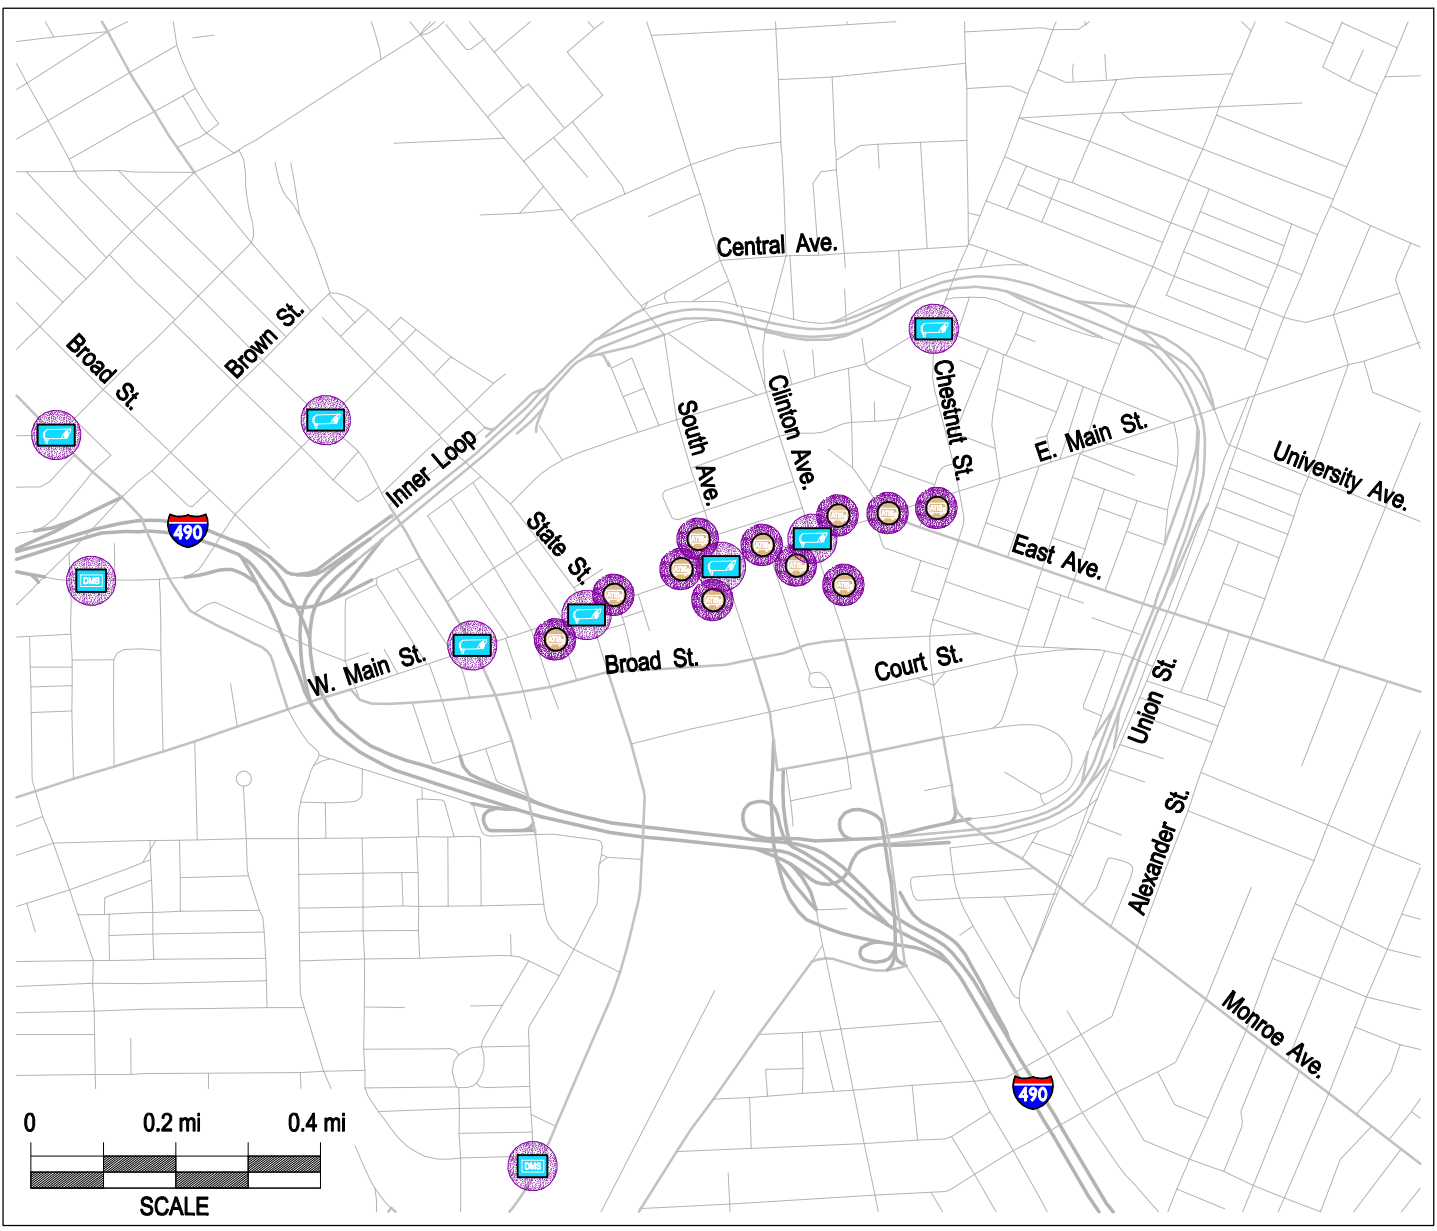 Central Ave.
Broad St.
Brown St.
Inner Loop
South Ave.
Clinton Ave.
Chestnut St.
E. Main St.
University Ave.
490
State St.
East Ave.
DMS
W. Main St.
Broad St.
Court St.
Union St.
Alexander St.
Monroe Ave.
490
0 0.2 mi 0.4 mi
SCALE
DMS